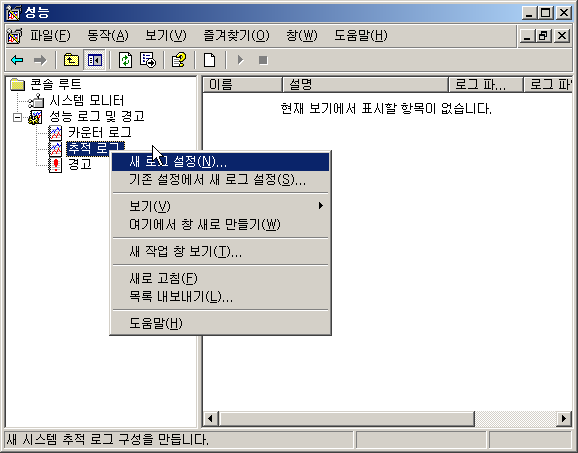 성능
파일(F) 동작(A) 보기(V) 즐겨찾기(O) 창(W) 도움말(H)
콘솔 루트
시스템 모니터
성능 로그 및 경고
카운터 로그
추적 로그
경고
이름 설명 로그 파... 로그 파일
현재 보기에서 표시할 항목이 없습니다.
새 로그 설정(N)...
기존 설정에서 새 로그 설정(S)...
보기(V)
여기에서 창 새로 만들기(W)
새 작업 창 보기(T)...
새로 고침(F)
목록 내보내기(L)...
도움말(H)
새 시스템 추적 로그 구성을 만듭니다.